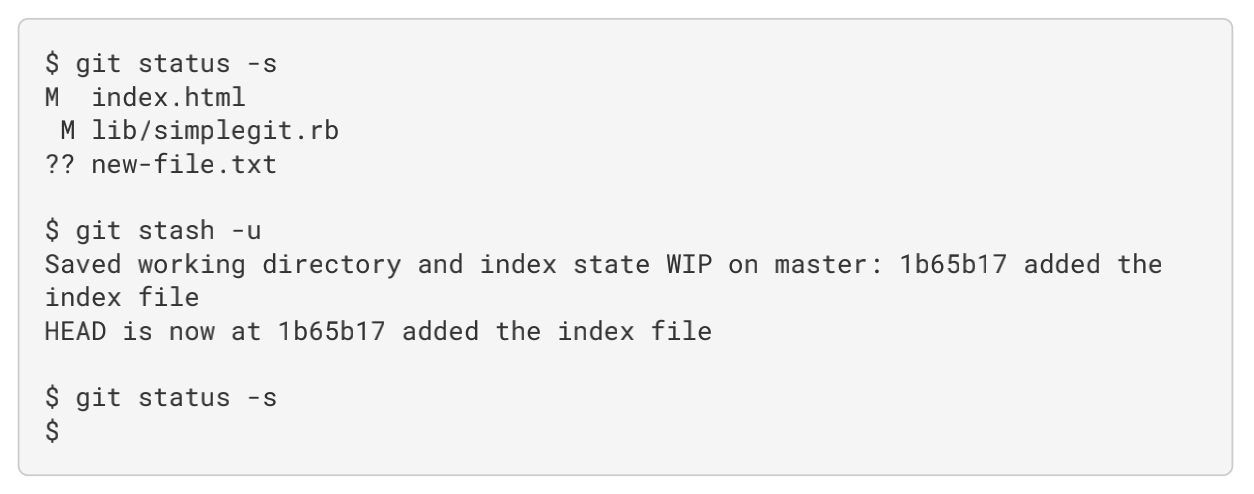 $ git status -s
M  index.html
 M lib/simplegit.rb
?? new-file.txt

$ git stash -u
Saved working directory and index state WIP on master: 1b65b17 added the
index file
HEAD is now at 1b65b17 added the index file

$ git status -s
$